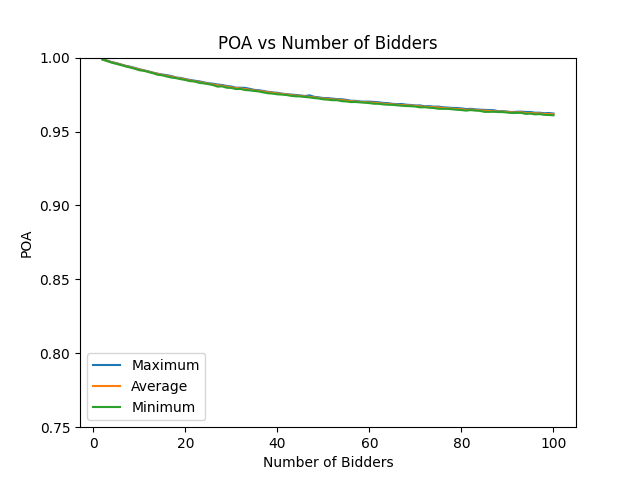 POA vs Number of Bidders
1.00
0.95
0.90
0.85
0.80
0.75
POA
Maximum
Average
Minimum
0 20 40 60 80 100
Number of Bidders